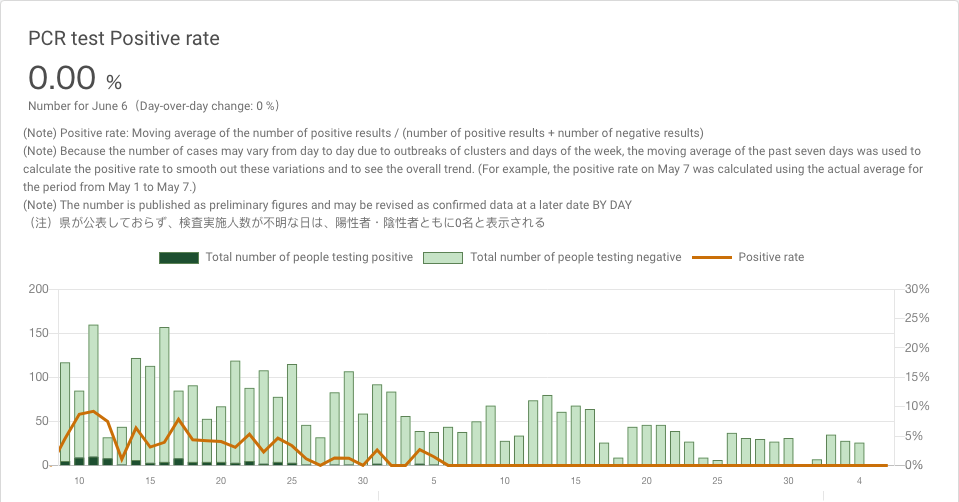 PCR test Positive rate
0.00 %
Number for June 6（Day-over-day change: 0 %）
(Note) Positive rate: Moving average of the number of positive results / (number of positive results + number of negative results)
(Note) Because the number of cases may vary from day to day due to outbreaks of clusters and days of the week, the moving average of the past seven days was used to
calculate the positive rate to smooth out these variations and to see the overall trend. (For example, the positive rate on May 7 was calculated using the actual average for
the period from May 1 to May 7.)
(Note) The number is published as preliminary figures and may be revised as confirmed data at a later date BY DAY
（注）県が公表しておらず、検査実施人数が不明な日は、陽性者・陰性者ともに0名と表示される
Total number of people testing positive Total number of people testing negative Positive rate
200 30%
25%
150
20%
100 15%
10%
50
5%
0 0%
10 15 20 25 30 5 10 15 20 25 30 4